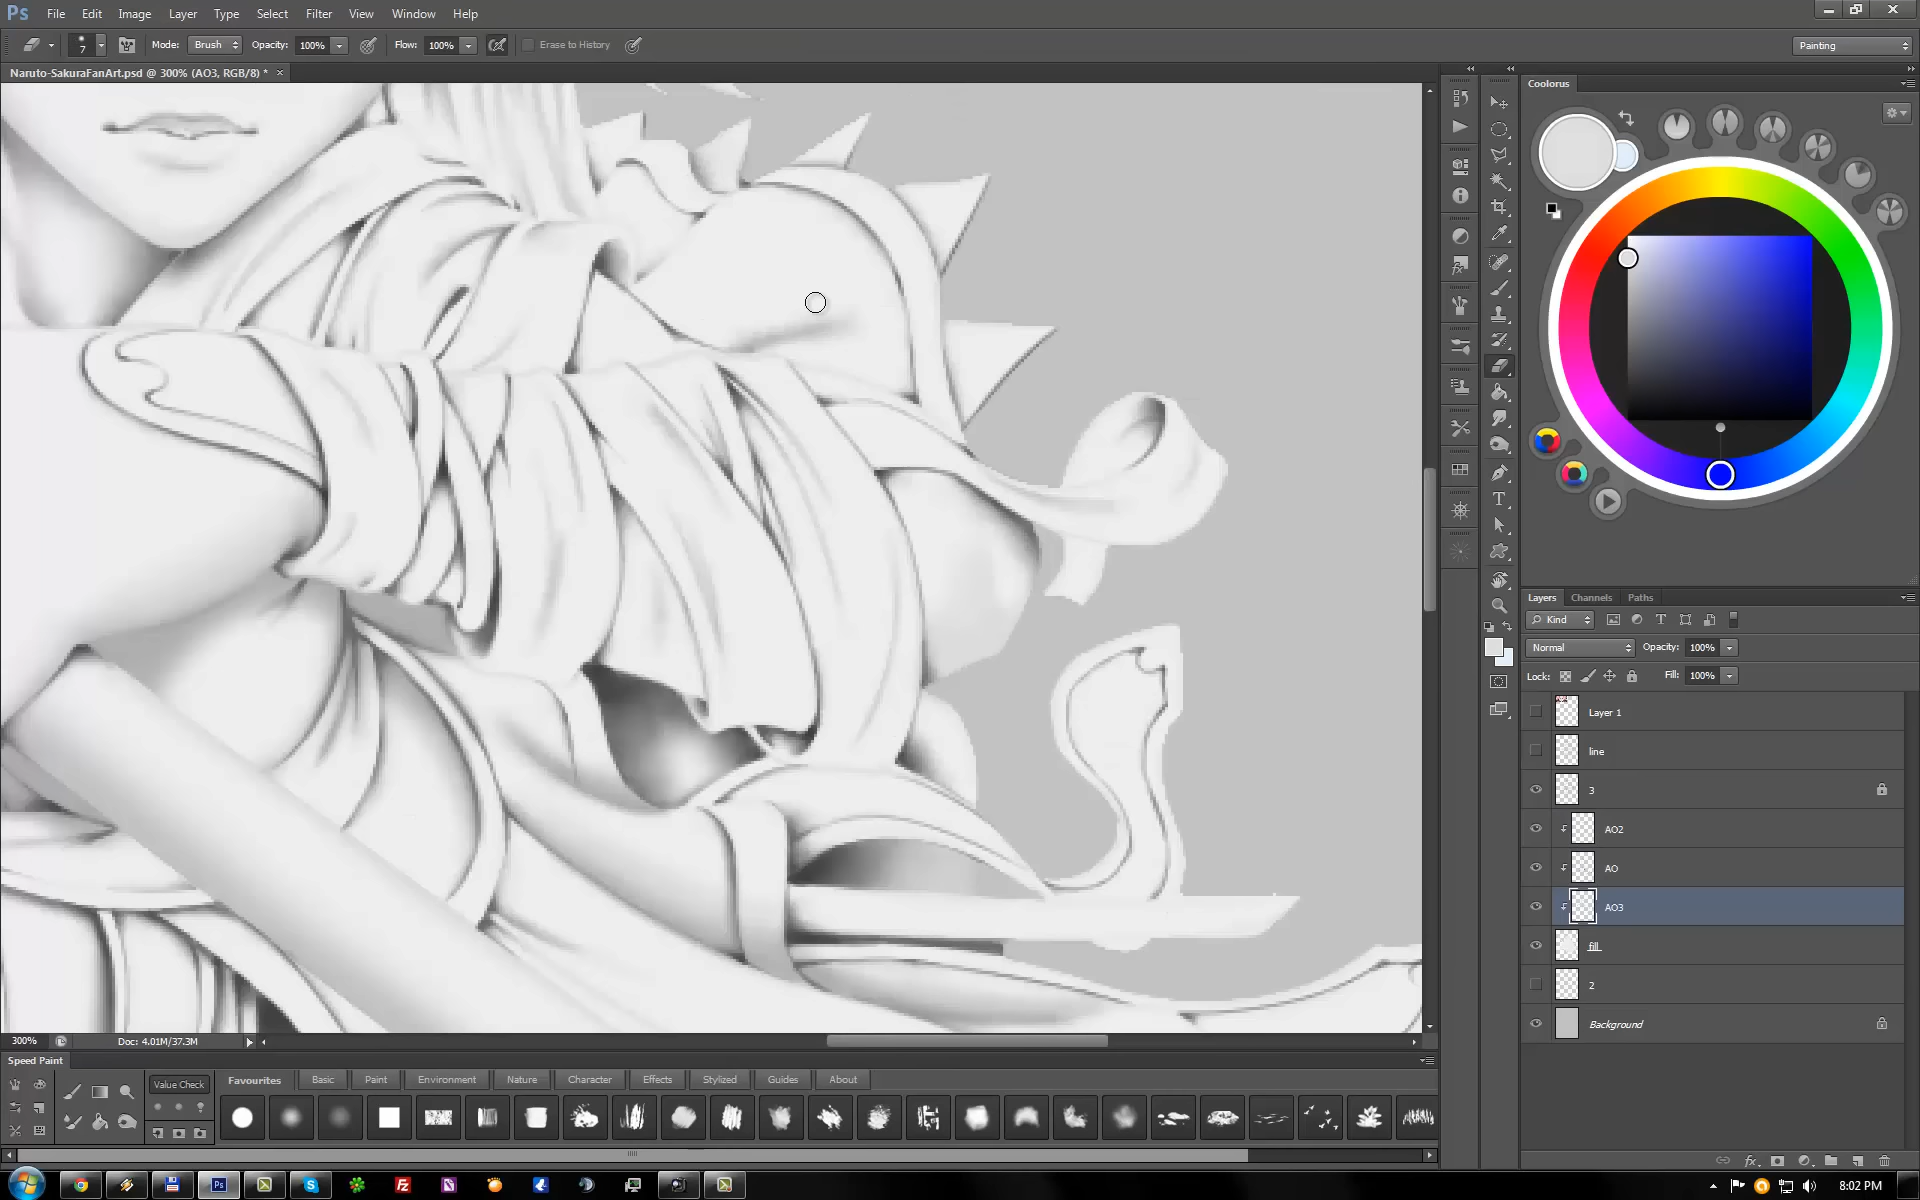 Ps File Edit Image Layer Type Select Filter View Window Help
7 Mode: Brush Opacity: 100% Flow: 100% Erase to History Painting
Naruto-SakuraFanArt.psd @ 300% (AO3, RGB/8) * ×
Coolorus
Layers Channels Paths
Kind
Normal Opacity: 100%
Lock: Fill: 100%
Layer 1
line
3
AO2
AO
AO3
fill
2
Background
300% Doc: 4.01M/37.3M
Speed Paint
Value Check Favourites Basic Paint Environment Nature Character Effects Stylized Guides About
8:02 PM